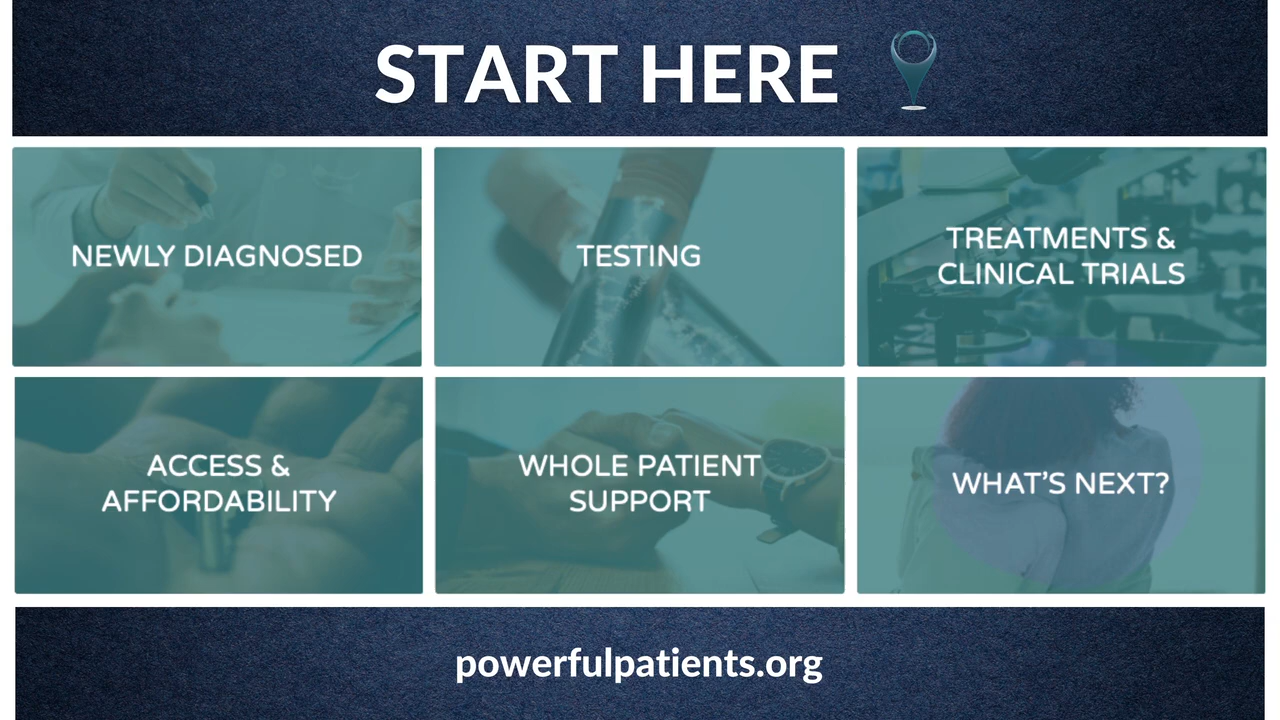 START HERE
NEWLY DIAGNOSED
TESTING
TREATMENTS &
CLINICAL TRIALS
ACCESS &
AFFORDABILITY
WHOLE PATIENT
SUPPORT
WHAT’S NEXT?
powerfulpatients.org